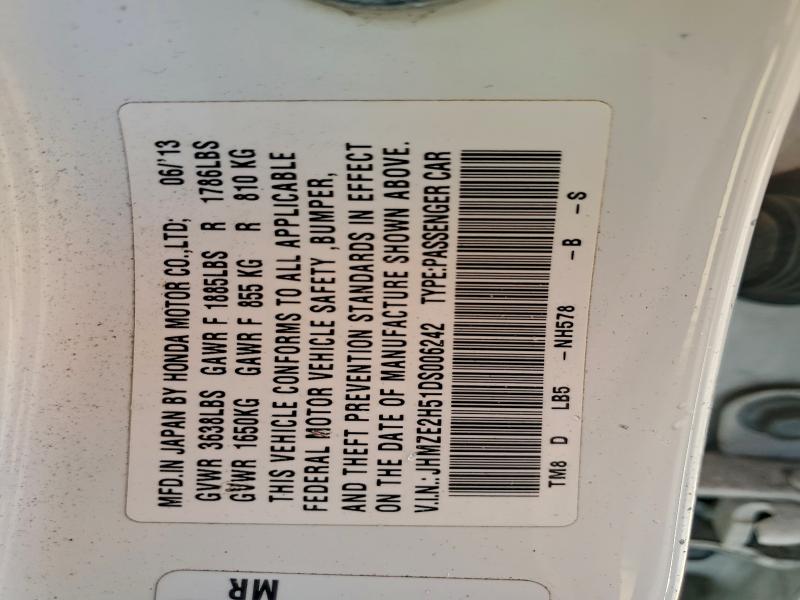 MFD.IN JAPAN BY HONDA MOTOR CO.,LTD; 06/'13
GVWR 3638LBS GAWR F 1885LBS R 1786LBS
GVWR 1650KG GAWR F 855 KG R 810 KG
THIS VEHICLE CONFORMS TO ALL APPLICABLE
FEDERAL MOTOR VEHICLE SAFETY ,BUMPER,
AND THEFT PREVENTION STANDARDS IN EFFECT
ON THE DATE OF MANUFACTURE SHOWN ABOVE.
V.I.N.: JHMZE2H51DS006242 TYPE:PASSENGER CAR
TM8 D LB5 -NH578 -B -S
MR